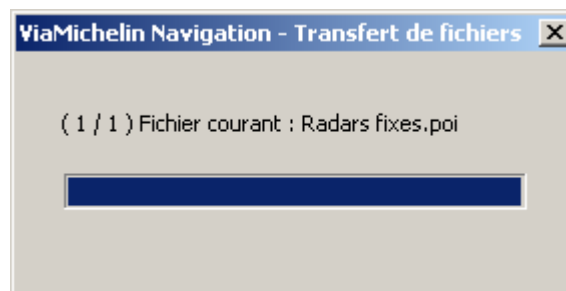 ViaMichelin Navigation - Transfert de fichiers
( 1 / 1 ) Fichier courant : Radars fixes.poi